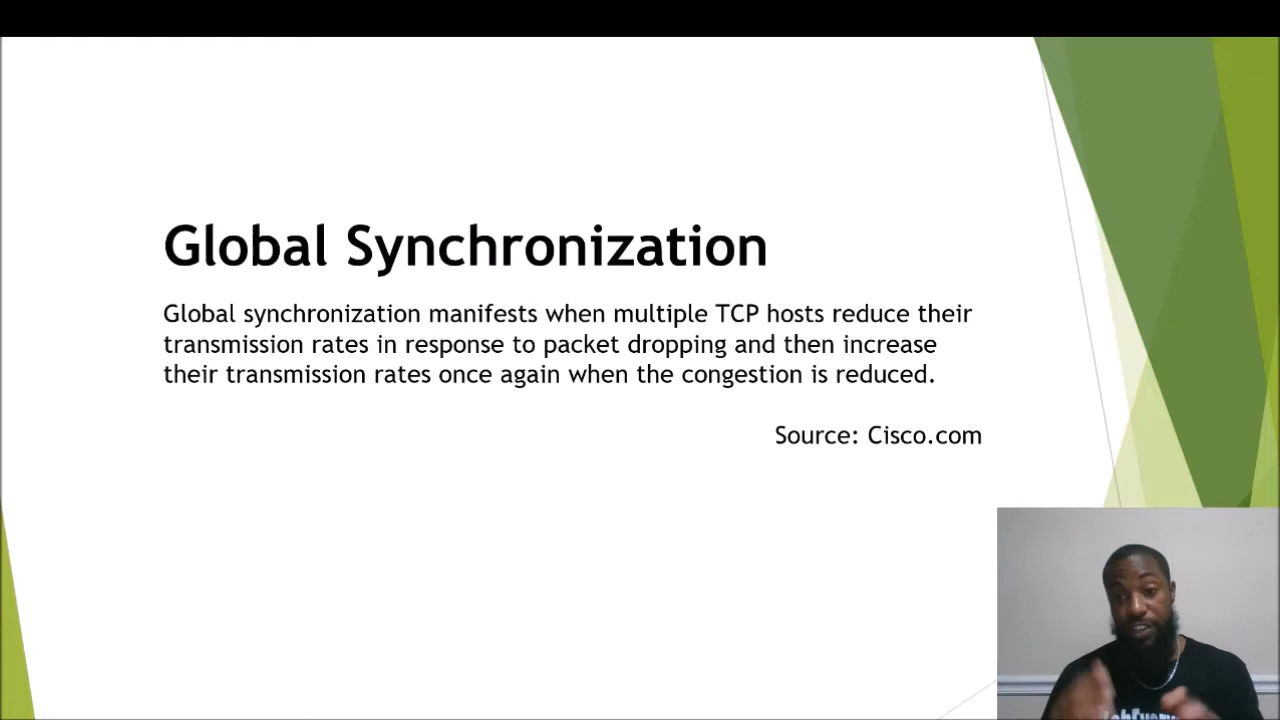 Global Synchronization
Global synchronization manifests when multiple TCP hosts reduce their
transmission rates in response to packet dropping and then increase
their transmission rates once again when the congestion is reduced.
Source: Cisco.com